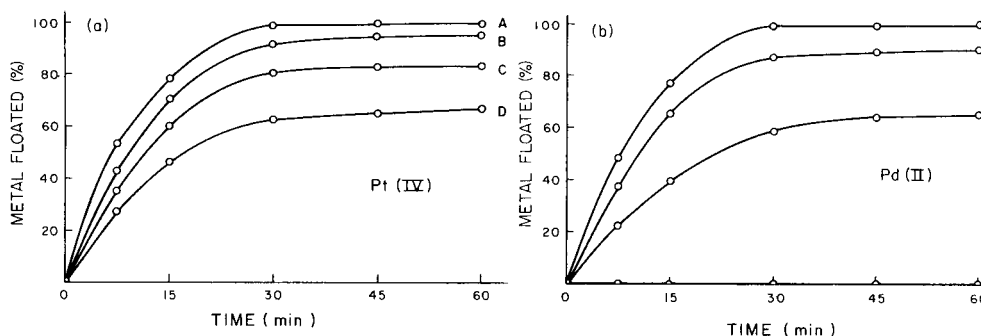 (a)
METAL FLOATED (%)
100
80
60
40
20
0
15
30
45
60
TIME (min)
A
B
C
D
Pt (IV)
(b)
METAL FLOATED (%)
100
80
60
40
20
0
15
30
45
60
TIME (min)
Pd (II)